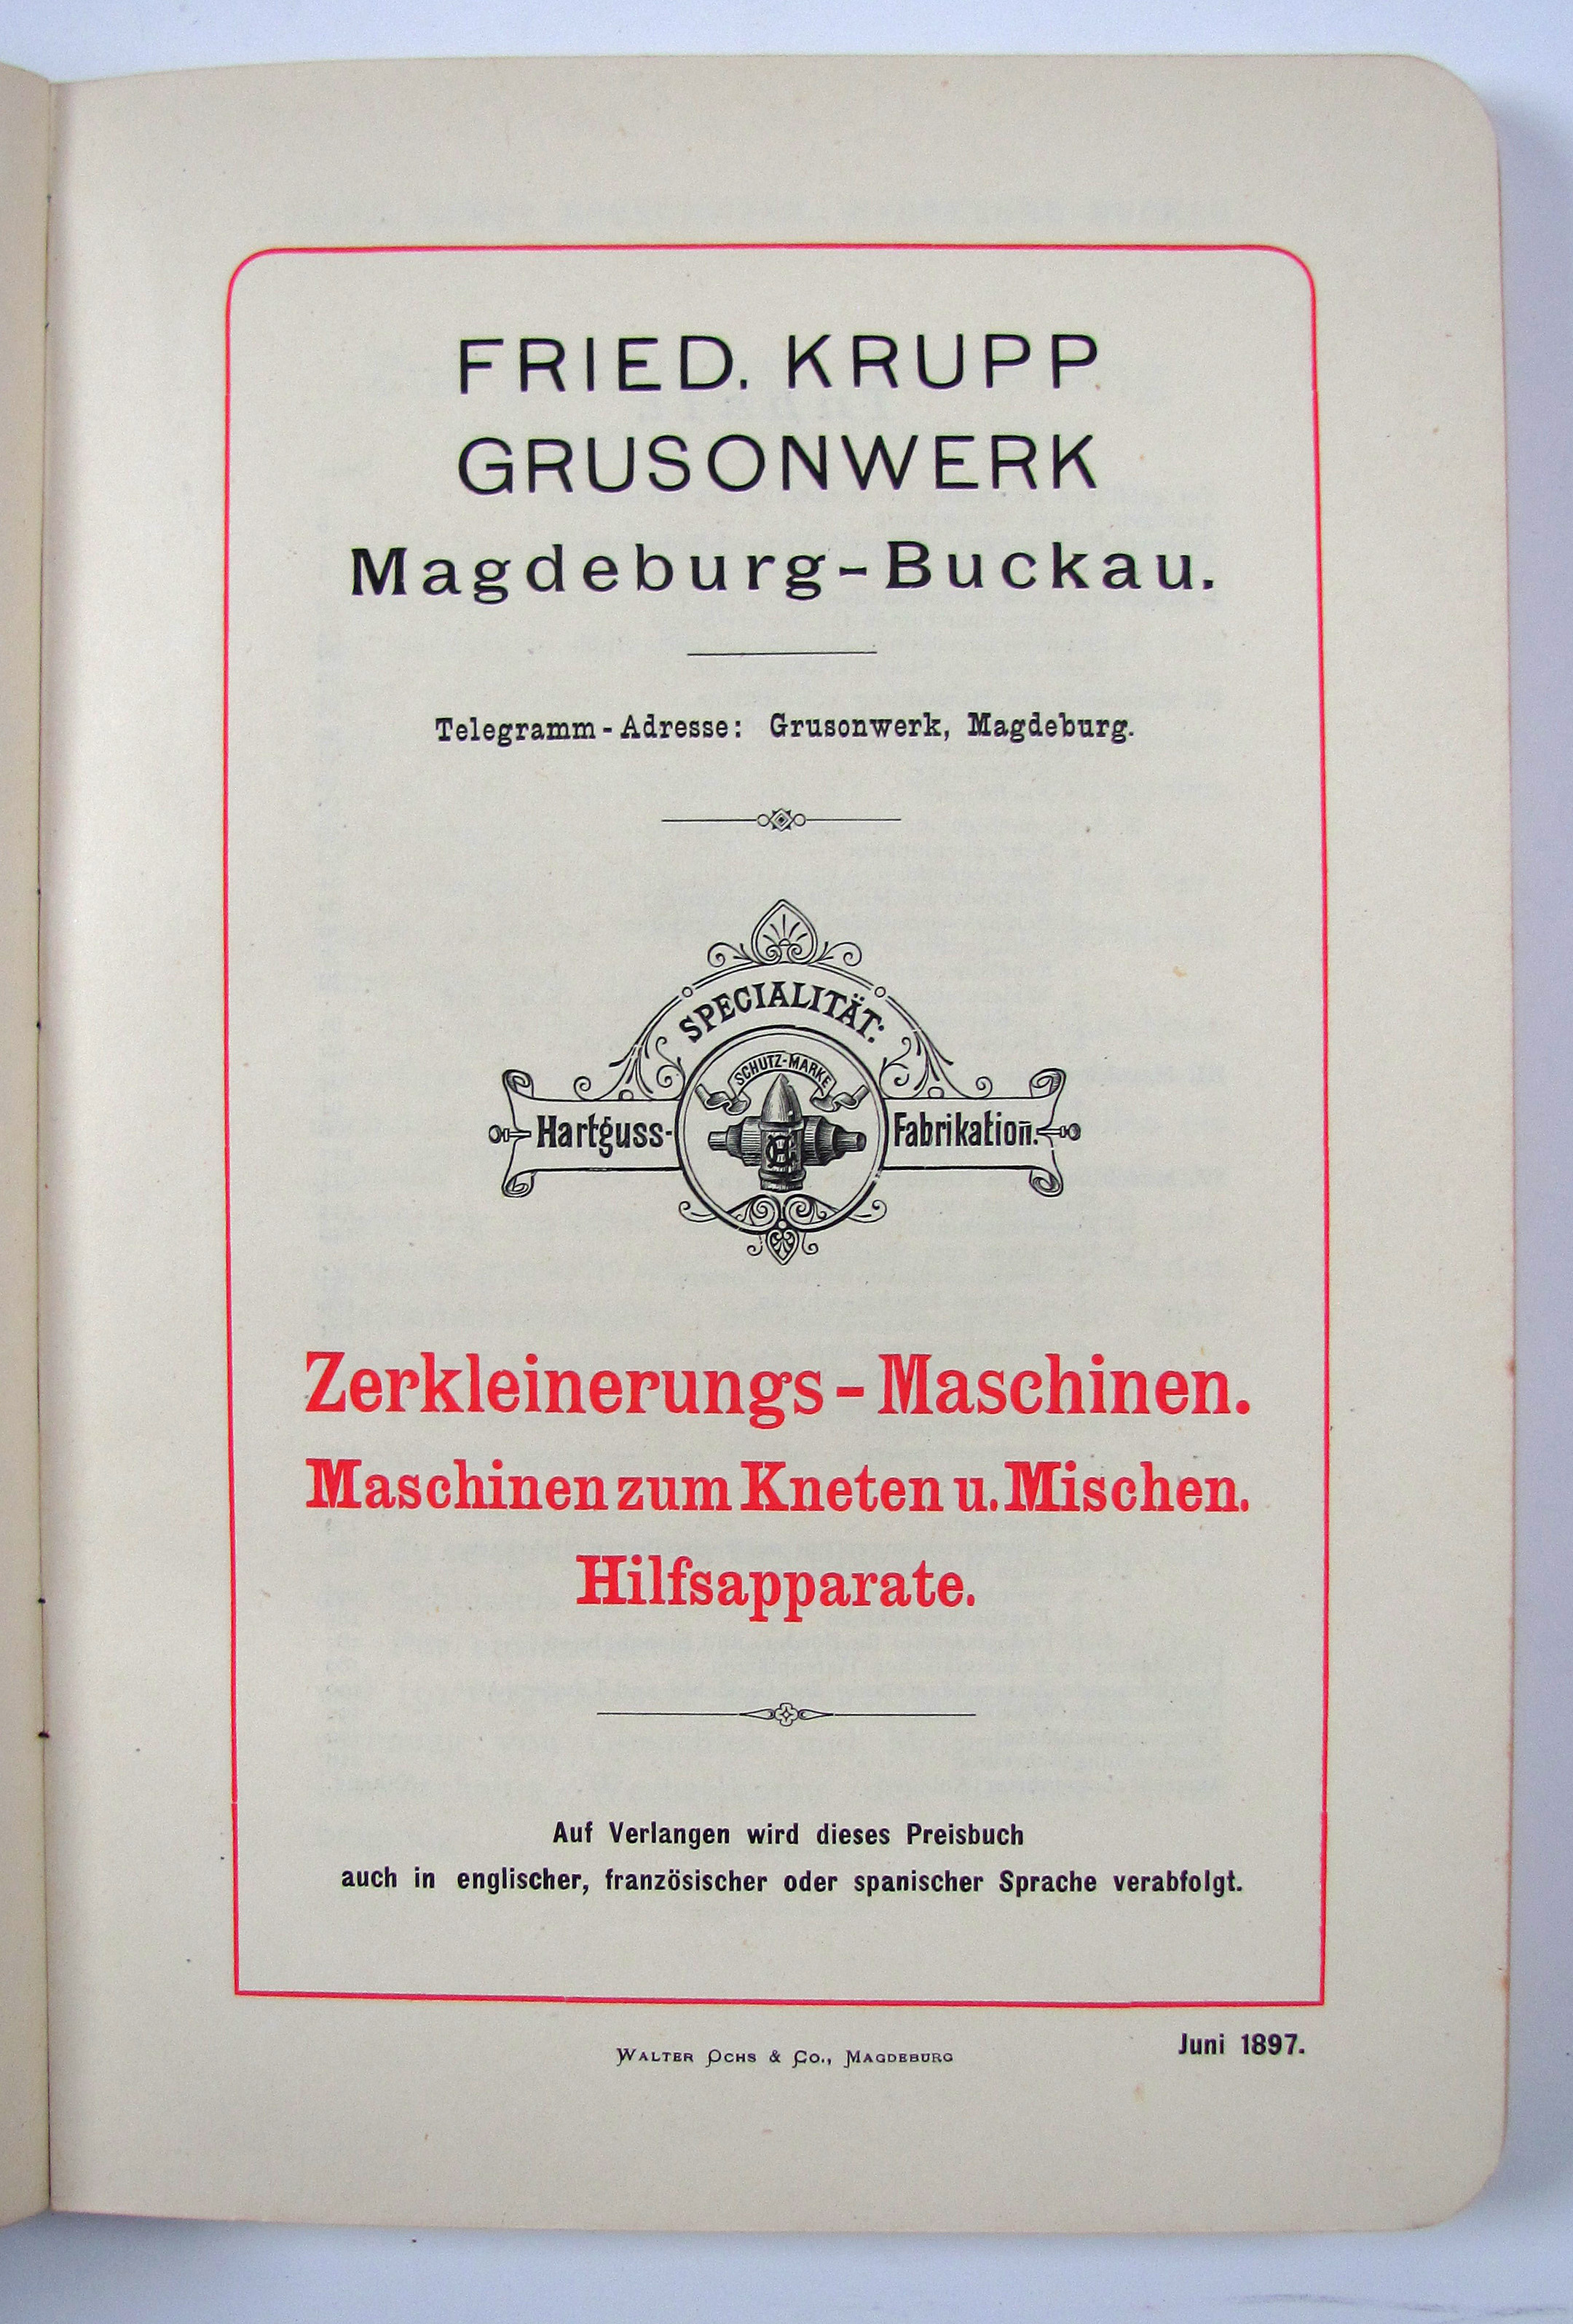 FRIED. KRUPP
GRUSONWERK
Magdeburg-Buckau.
Telegramm-Adresse: Grusonwerk, Magdeburg.
SPECIALITÄT:
SCHUTZ-MARKE
Hartguss- Fabrikation.
Zerkleinerungs-Maschinen.
Maschinen zum Kneten u. Mischen.
Hilfsapparate.
Auf Verlangen wird dieses Preisbuch
auch in englischer, französischer oder spanischer Sprache verabfolgt.
WALTER OCHS & CO., MAGDEBURG
Juni 1897.